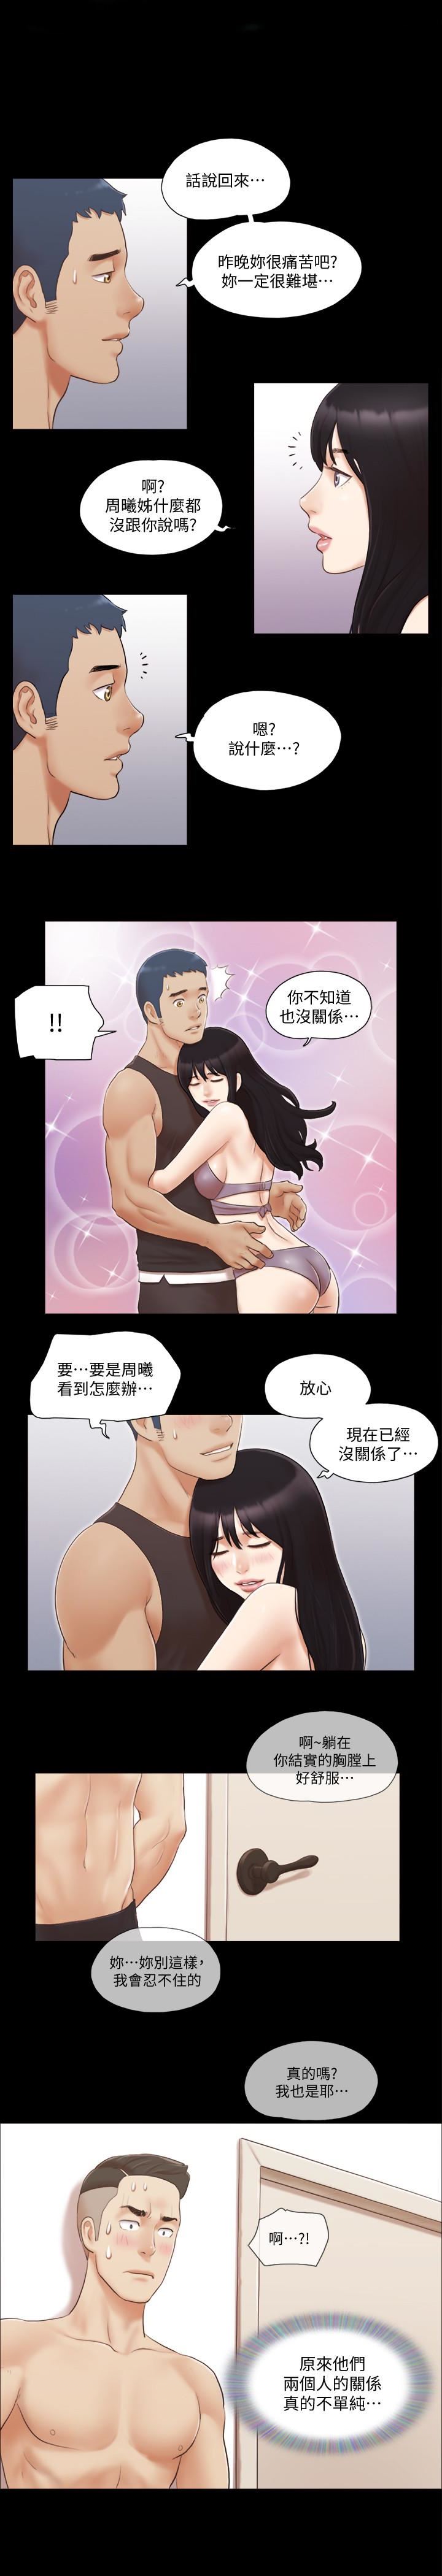 話說回來⋯
昨晚妳很痛苦吧?
妳一定很難堪⋯
啊?
周曦姊什麼都
沒跟你說嗎?
嗯?
說什麼⋯?
!!
你不知道
也沒關係⋯
要⋯要是周曦
看到怎麼辦⋯
放心
現在已經
沒關係了⋯
啊~躺在
你結實的胸膛上
好舒服⋯
妳⋯妳別這樣,
我會忍不住的
真的嗎?
我也是耶⋯
啊⋯?!
原來他們
兩個人的關係
真的不單純⋯